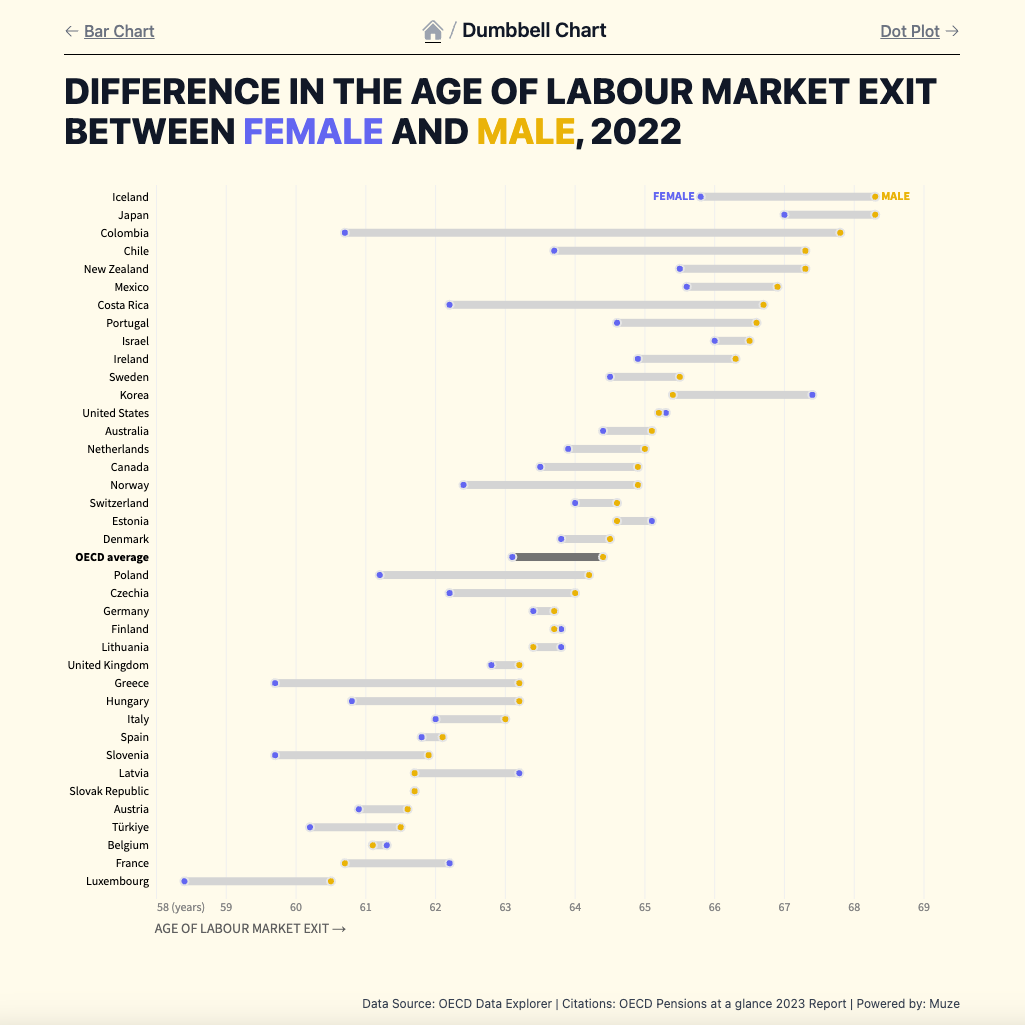 ← Bar Chart / Dumbbell Chart Dot Plot →
DIFFERENCE IN THE AGE OF LABOUR MARKET EXIT
BETWEEN FEMALE AND MALE, 2022
Iceland FEMALE MALE
Japan
Colombia
Chile
New Zealand
Mexico
Costa Rica
Portugal
Israel
Ireland
Sweden
Korea
United States
Australia
Netherlands
Canada
Norway
Switzerland
Estonia
Denmark
OECD average
Poland
Czechia
Germany
Finland
Lithuania
United Kingdom
Greece
Hungary
Italy
Spain
Slovenia
Latvia
Slovak Republic
Austria
Türkiye
Belgium
France
Luxembourg
58 (years) 59 60 61 62 63 64 65 66 67 68 69
AGE OF LABOUR MARKET EXIT →
Data Source: OECD Data Explorer | Citations: OECD Pensions at a glance 2023 Report | Powered by: Muze